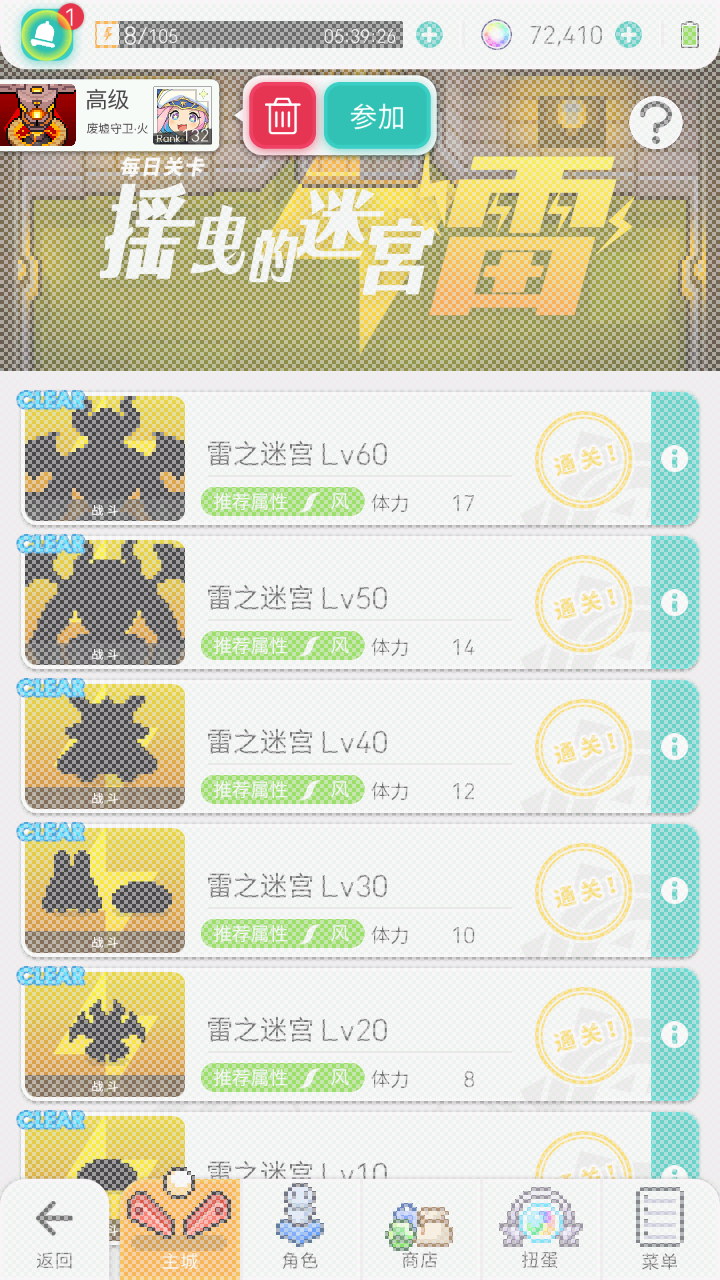 1
8/105
05:39:26
72,410
高级
废墟守卫·火
Rank 132
参加
?
每日关卡
摇曳的迷宫 雷
CLEAR
雷之迷宫 Lv60
通关!
战斗
推荐属性 风 体力 17
CLEAR
雷之迷宫 Lv50
通关!
战斗
推荐属性 风 体力 14
CLEAR
雷之迷宫 Lv40
通关!
战斗
推荐属性 风 体力 12
CLEAR
雷之迷宫 Lv30
通关!
战斗
推荐属性 风 体力 10
CLEAR
雷之迷宫 Lv20
通关!
战斗
推荐属性 风 体力 8
CLEAR
雷之迷宫 Lv10
返回
主城
角色
商店
扭蛋
菜单